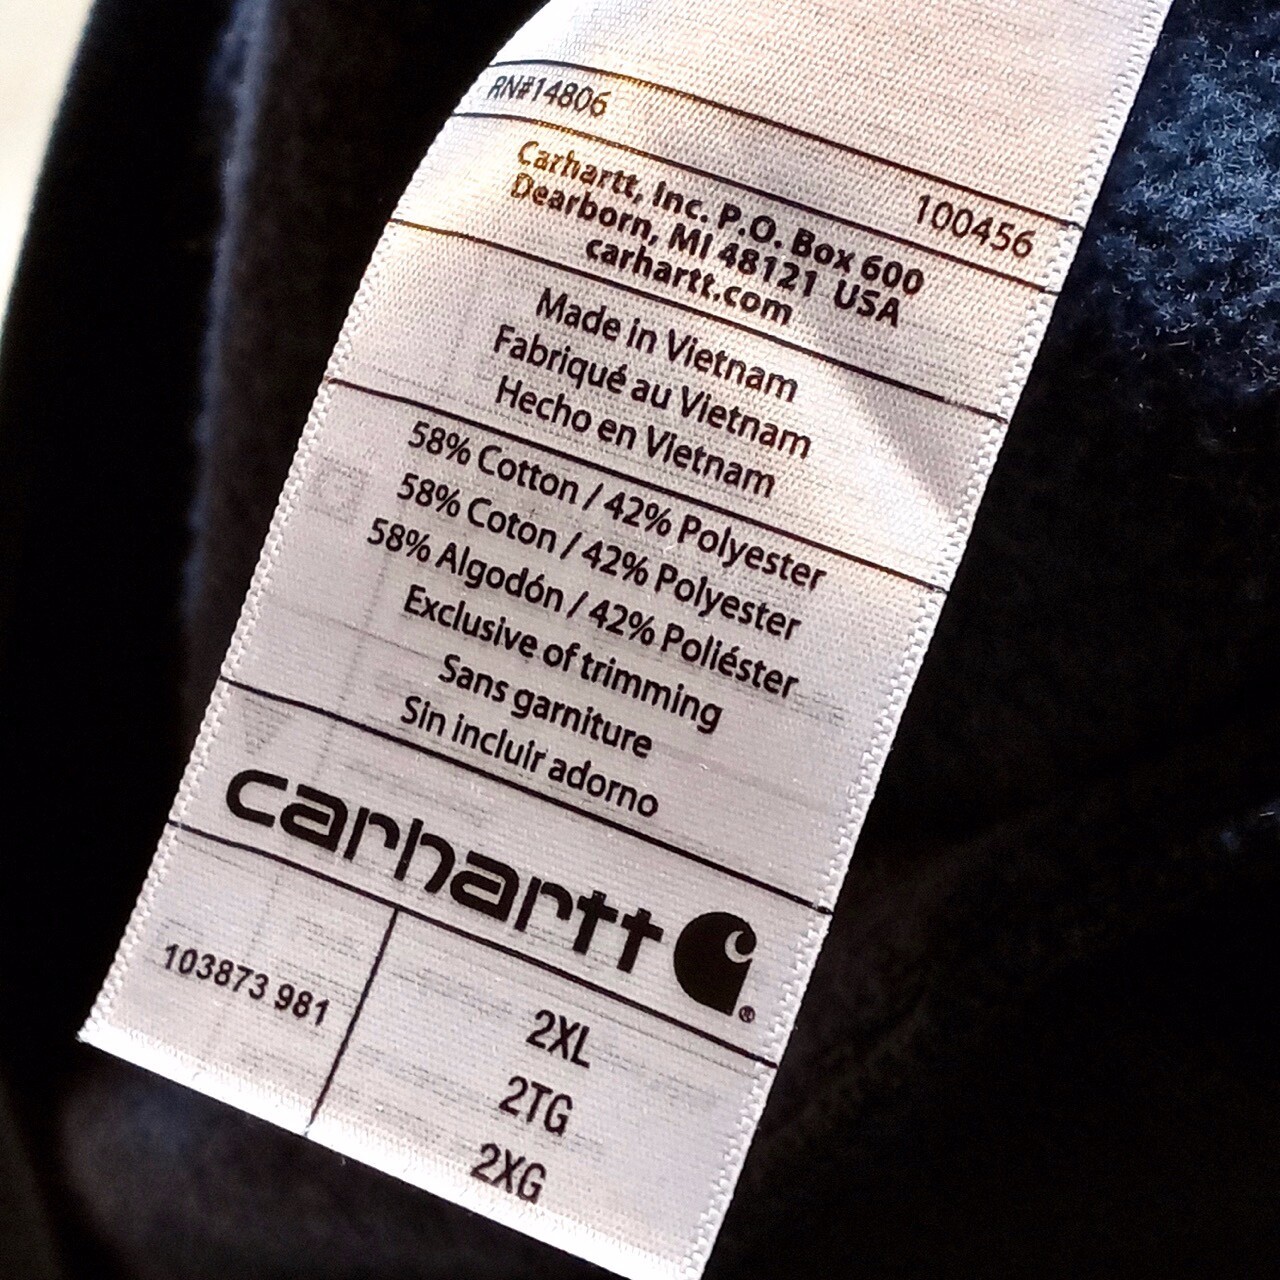 RN#14806
100456
Carhartt, Inc. P.O. Box 600
Dearborn, MI 48121 USA
carhartt.com
Made in Vietnam
Fabriqué au Vietnam
Hecho en Vietnam
58% Cotton / 42% Polyester
58% Coton / 42% Polyester
58% Algodón / 42% Poliéster
Exclusive of trimming
Sans garniture
Sin incluir adorno
carhartt ®
103873 981
2XL
2TG
2XG